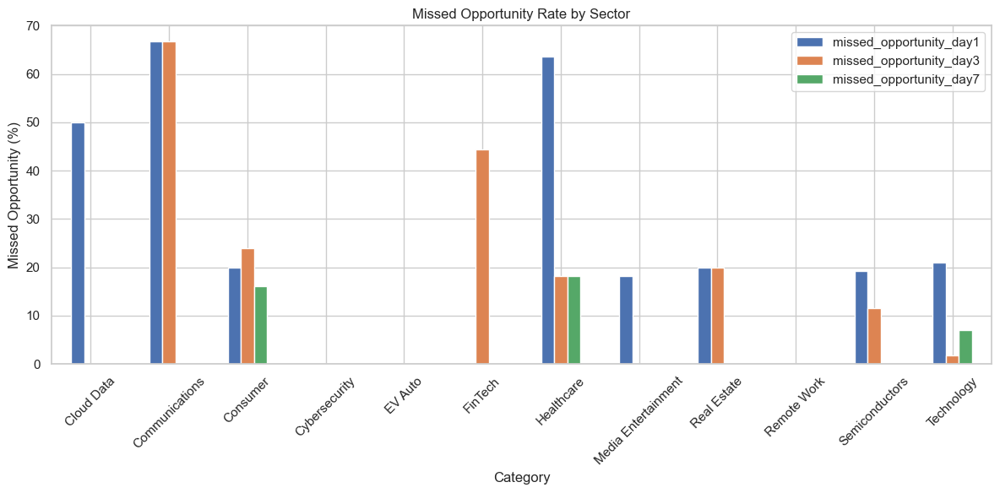 Missed Opportunity Rate by Sector
missed_opportunity_day1
missed_opportunity_day3
missed_opportunity_day7
Missed Opportunity (%)
70
60
50
40
30
20
10
0
Cloud Data
Communications
Consumer
Cybersecurity
EV Auto
FinTech
Healthcare
Media Entertainment
Real Estate
Remote Work
Semiconductors
Technology
Category